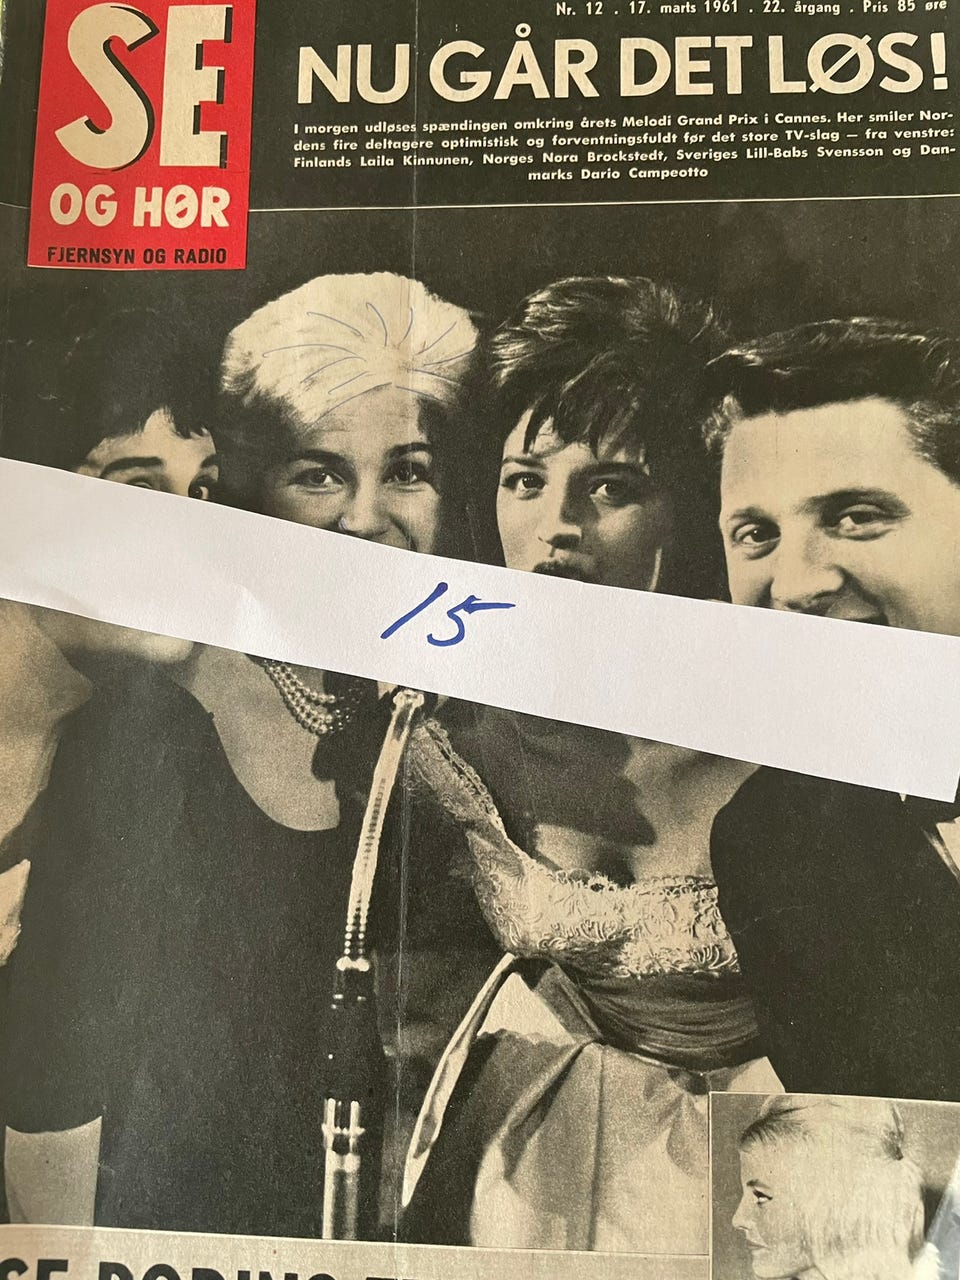 SE
OG HØR
FJERNSYN OG RADIO
Nr. 12 . 17. marts 1961 . 22. årgang . Pris 85 øre
NU GÅR DET LØS!
I morgen udløses spændingen omkring årets Melodi Grand Prix i Cannes. Her smiler Nor-
dens fire deltagere optimistisk og forventningsfuldt før det store TV-slag — fra venstre:
Finlands Laila Kinnunen, Norges Nora Brockstedt, Sveriges Lill-Babs Svensson og Dan-
marks Dario Campeotto
15